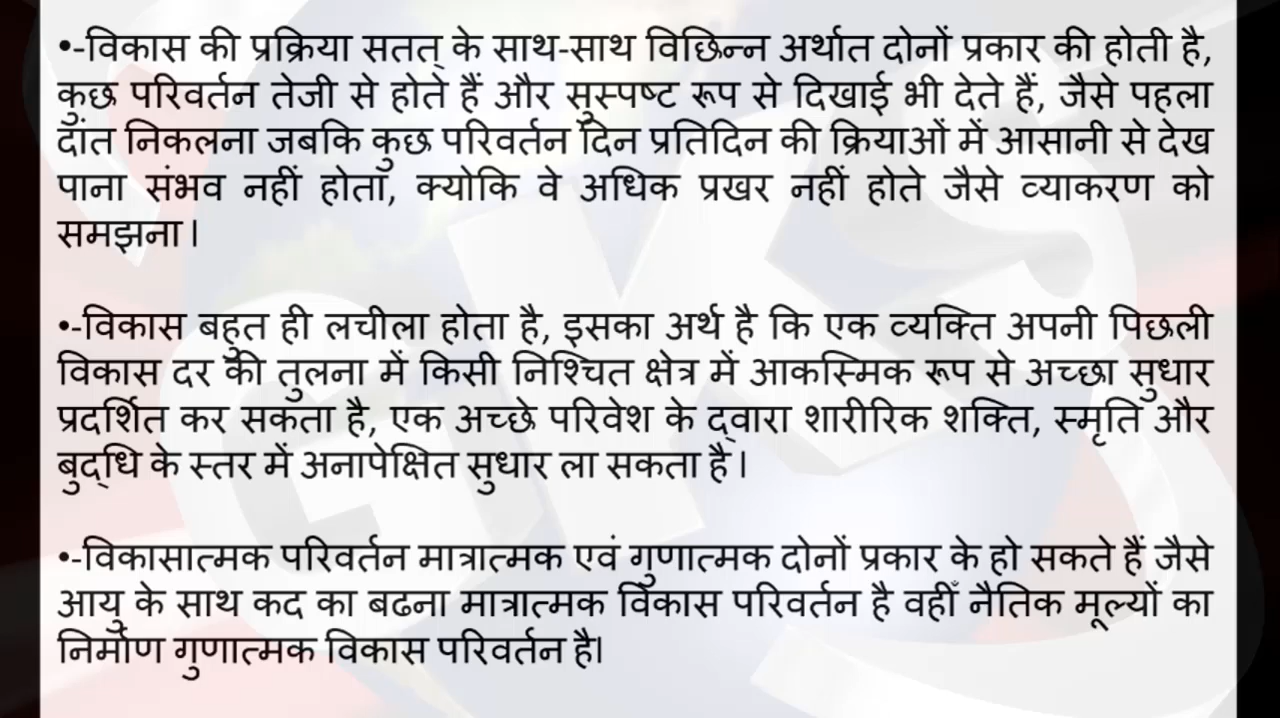 •-विकास की प्रक्रिया सतत् के साथ-साथ विछिन्न अर्थात दोनों प्रकार की होती है,
कुछ परिवर्तन तेजी से होते हैं और सुस्पष्ट रूप से दिखाई भी देते हैं, जैसे पहला
दांत निकलना जबकि कुछ परिवर्तन दिन प्रतिदिन की क्रियाओं में आसानी से देख
पाना संभव नहीं होता, क्योकि वे अधिक प्रखर नहीं होते जैसे व्याकरण को
समझना।
•-विकास बहुत ही लचीला होता है, इसका अर्थ है कि एक व्यक्ति अपनी पिछली
विकास दर की तुलना में किसी निश्चित क्षेत्र में आकस्मिक रूप से अच्छा सुधार
प्रदर्शित कर सकता है, एक अच्छे परिवेश के द्वारा शारीरिक शक्ति, स्मृति और
बुद्धि के स्तर में अनापेक्षित सुधार ला सकता है।
•-विकासात्मक परिवर्तन मात्रात्मक एवं गुणात्मक दोनों प्रकार के हो सकते हैं जैसे
आयु के साथ कद का बढना मात्रात्मक विकास परिवर्तन है वहीँ नैतिक मूल्यों का
निर्माण गुणात्मक विकास परिवर्तन है।
GKS